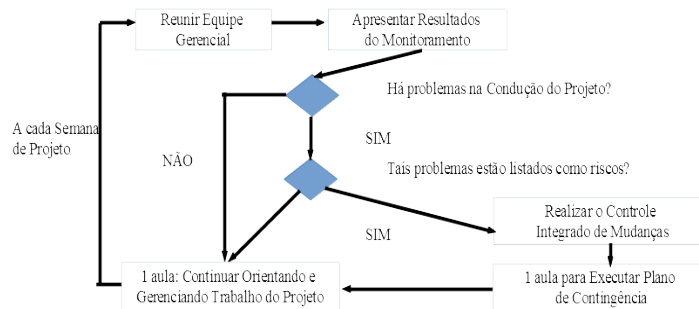 Reunir Equipe
Gerencial
Apresentar Resultados
do Monitoramento
Há problemas na Condução do Projeto?
A cada Semana
de Projeto
NÃO
SIM
Tais problemas estão listados como riscos?
SIM
Realizar o Controle
Integrado de Mudanças
1 aula: Continuar Orientando e
Gerenciando Trabalho do Projeto
1 aula para Executar Plano
de Contingência